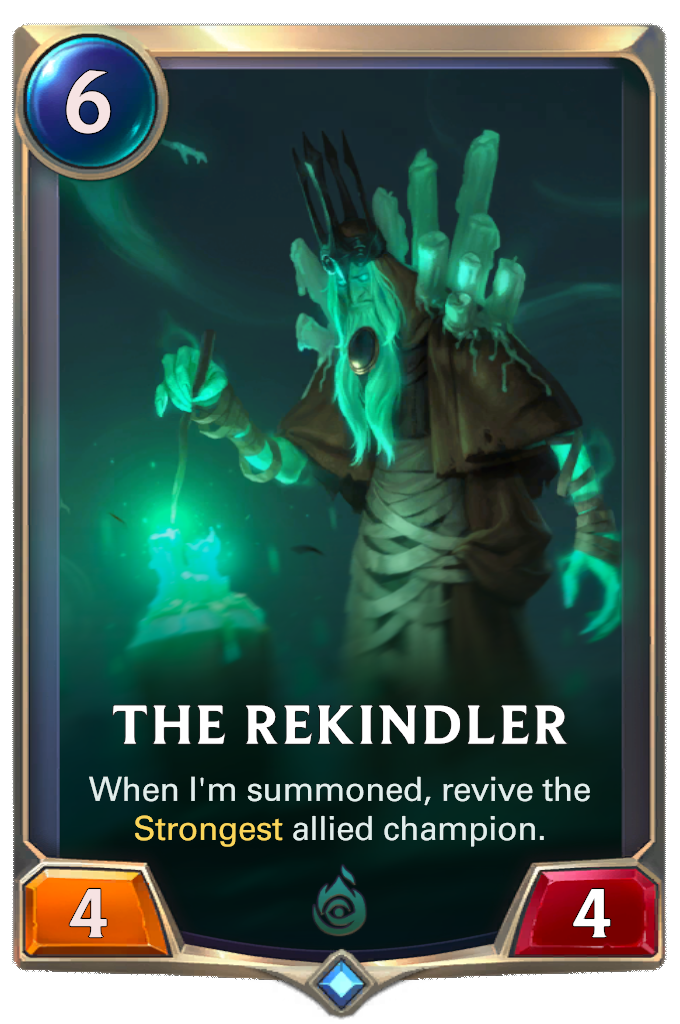 6
THE REKINDLER
When I'm summoned, revive the
Strongest allied champion.
4
4